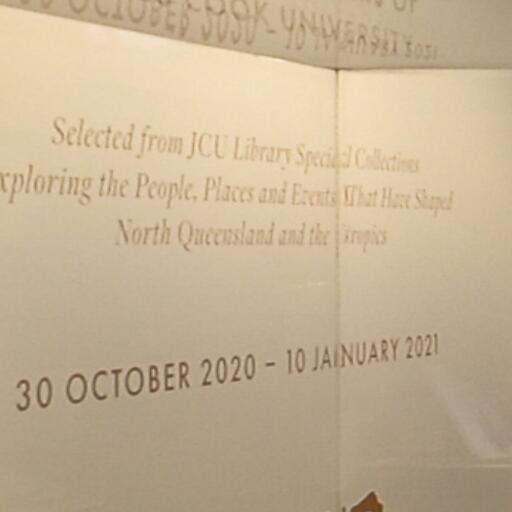 Selected from JCU Library Special Collections
xploring the People, Places and Events That Have Shaped
North Queensland and the Tropics
30 OCTOBER 2020 – 10 JANUARY 2021